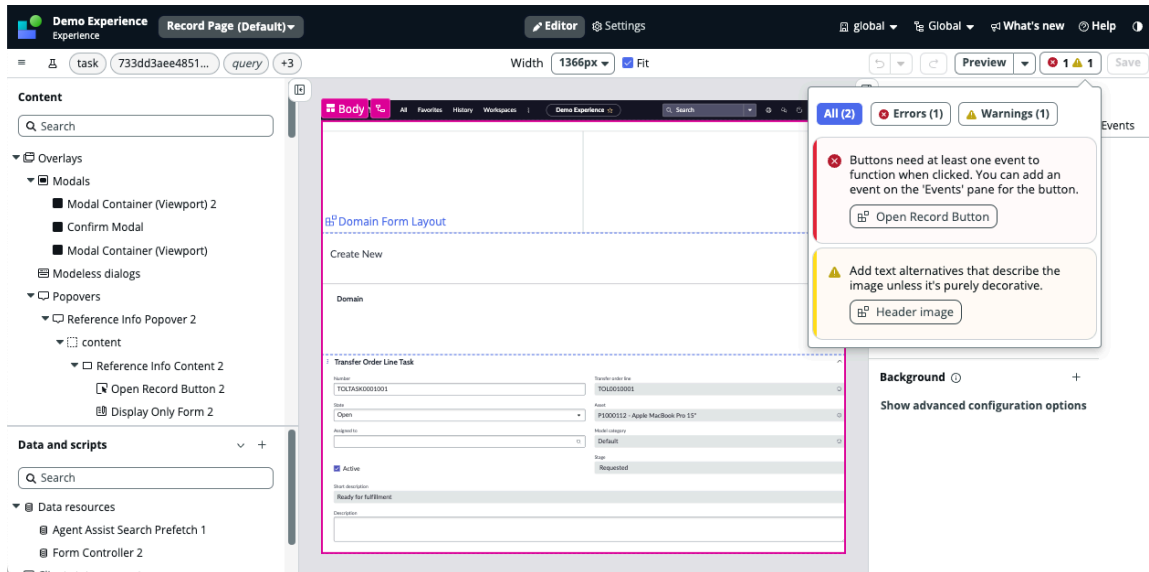 Demo Experience
Experience
Record Page (Default)
Editor
Settings
global
Global
What's new
Help
task
733dd3aee4851...
query
+3
Width
1366px
Fit
Preview
1 1
Save
Content
Search
Overlays
Modals
Modal Container (Viewport) 2
Confirm Modal
Modal Container (Viewport)
Modeless dialogs
Popovers
Reference Info Popover 2
content
Reference Info Content 2
Open Record Button 2
Display Only Form 2
Data and scripts
Search
Data resources
Agent Assist Search Prefetch 1
Form Controller 2
Body
All
Favorites
History
Workspaces
Demo Experience
Search
Domain Form Layout
Create New
Domain
Transfer Order Line Task
Number
TOLTASK0001001
State
Open
Assigned to
Active
Short description
Ready for fulfillment
Description
Transfer order line
TOL0010001
Asset
P1000112 - Apple MacBook Pro 15"
Model category
Default
Stage
Requested
All (2)
Errors (1)
Warnings (1)
Buttons need at least one event to
function when clicked. You can add an
event on the 'Events' pane for the button.
Open Record Button
Add text alternatives that describe the
image unless it's purely decorative.
Header image
Events
Background
Show advanced configuration options